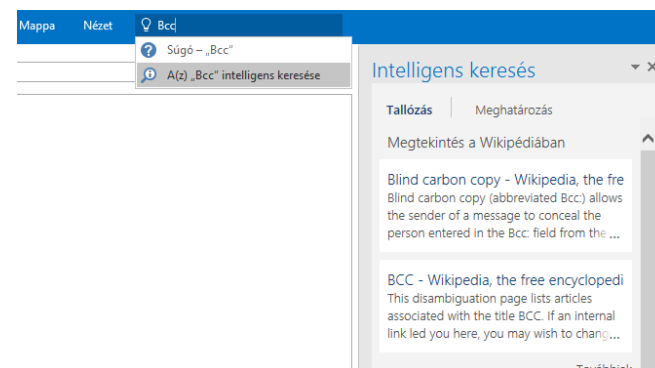 Mappa Nézet Bcc
Súgó – „Bcc”
A(z) „Bcc” intelligens keresése
Intelligens keresés
Tallózás Meghatározás
Megtekintés a Wikipédiában
Blind carbon copy - Wikipedia, the fre
Blind carbon copy (abbreviated Bcc:) allows
the sender of a message to conceal the
person entered in the Bcc: field from the ...
BCC - Wikipedia, the free encyclopedi
This disambiguation page lists articles
associated with the title BCC. If an internal
link led you here, you may wish to chang...